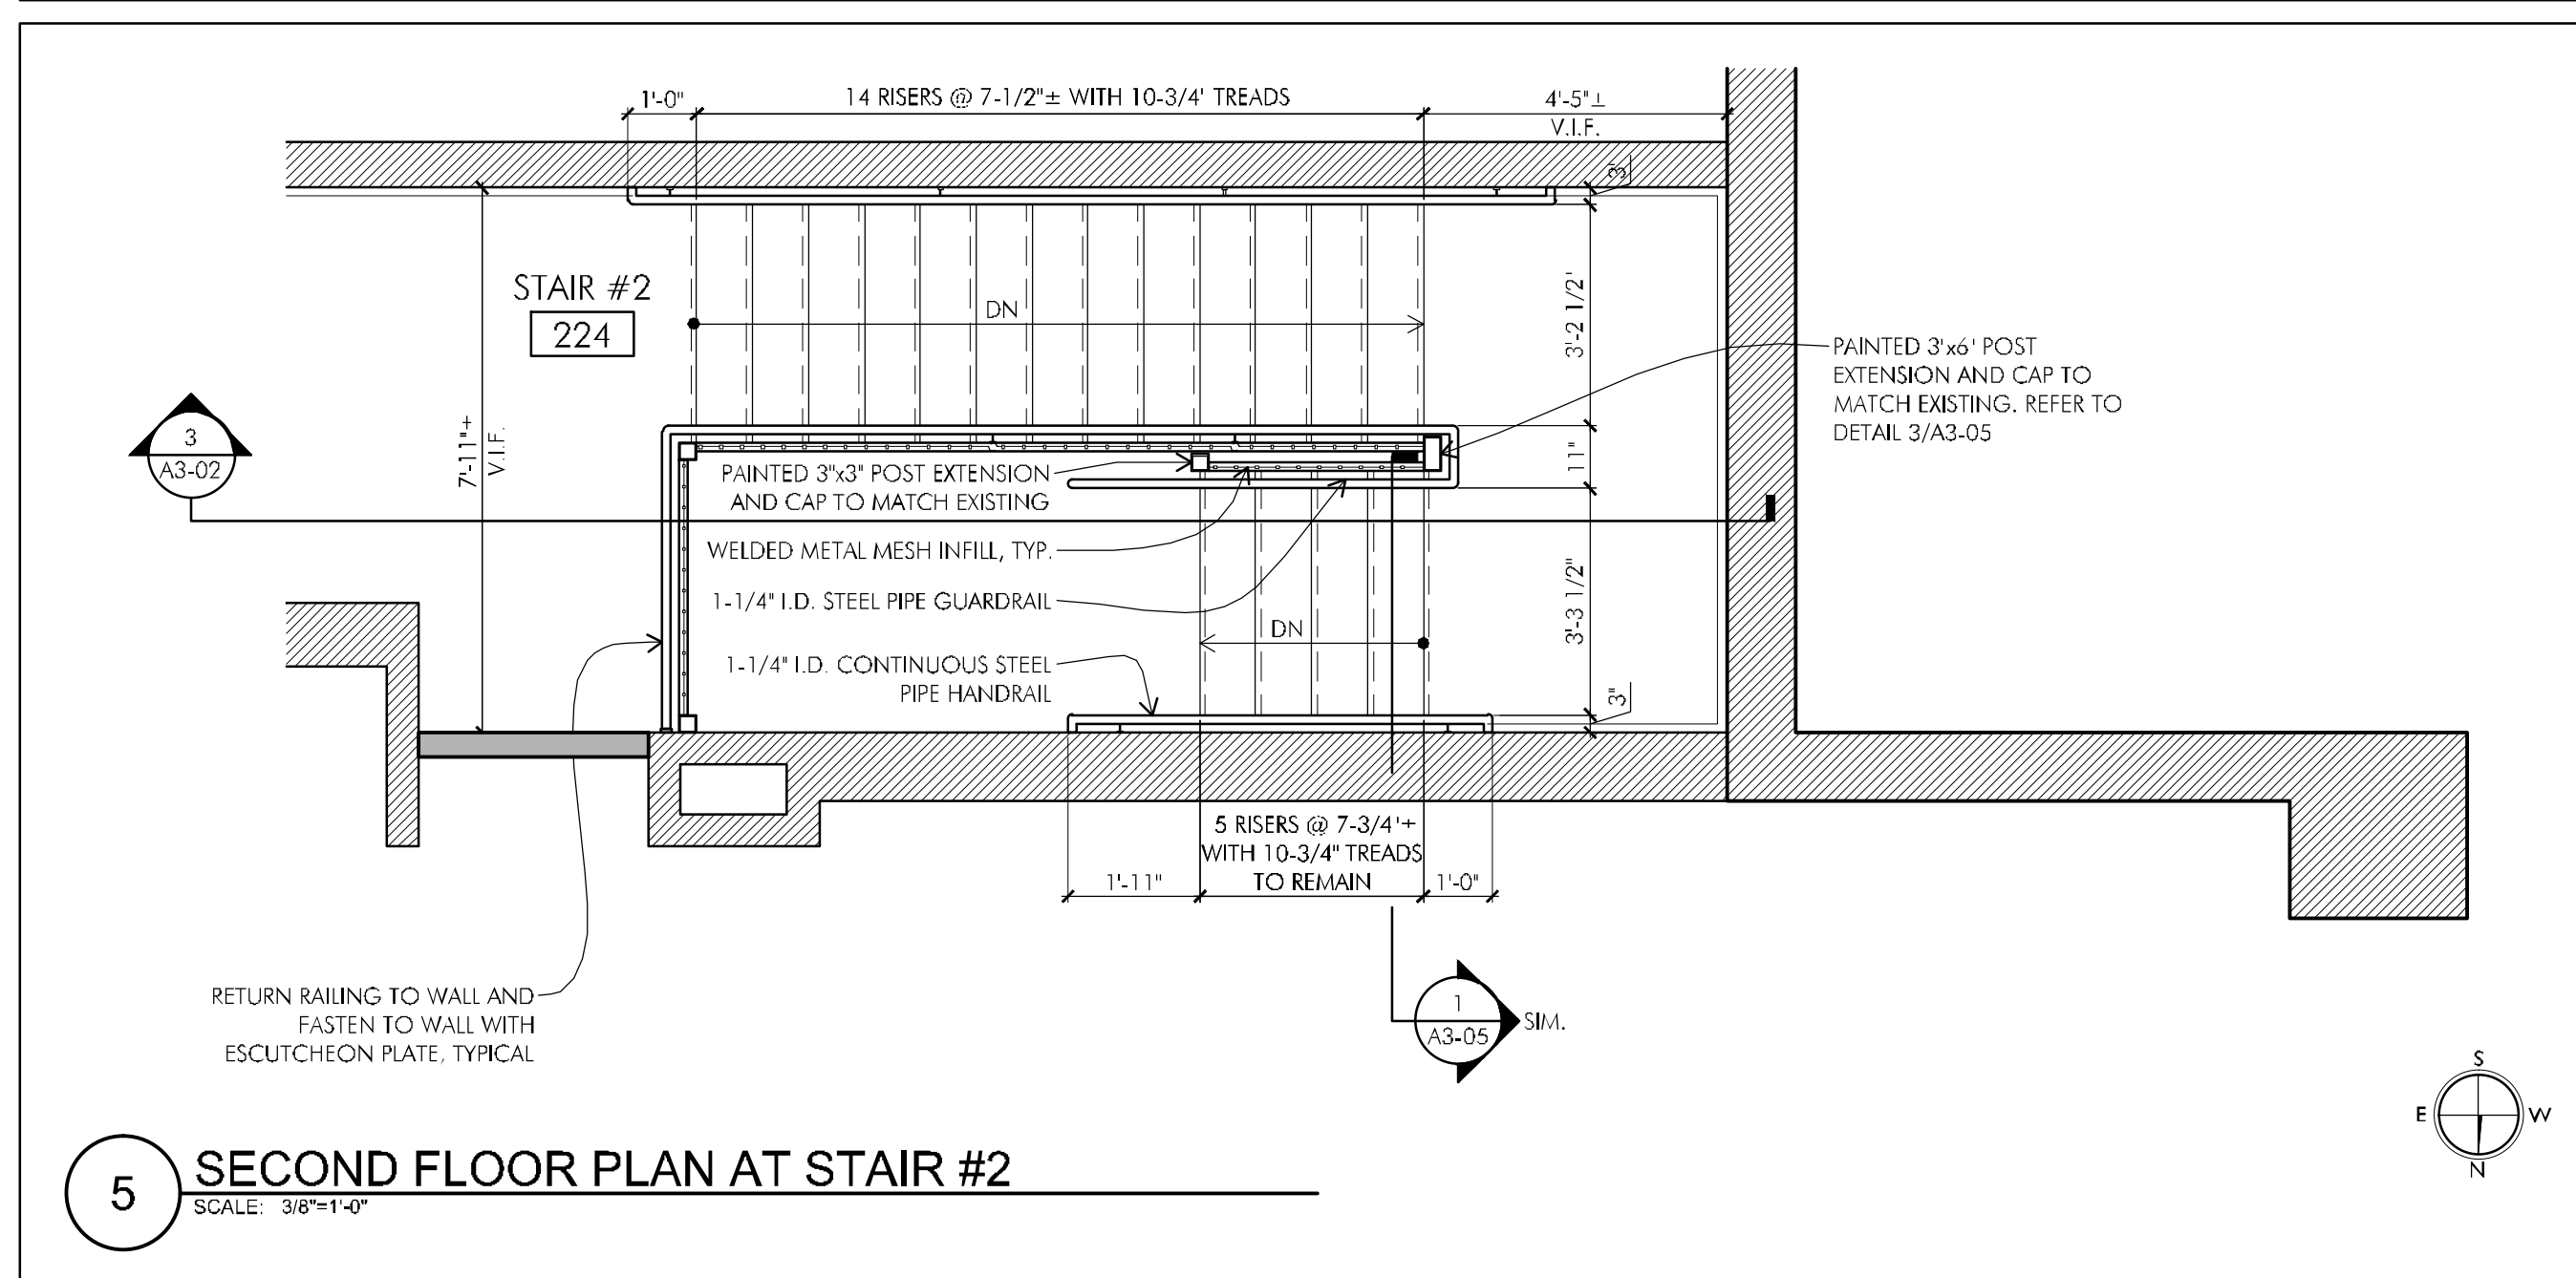 1'-0"
14 RISERS @ 7-1/2"± WITH 10-3/4' TREADS
4'-5"±
V.I.F.
3"
STAIR #2
224
DN
3'-2 1/2'
7'-11"+
V.I.F.
3
A3-02
PAINTED 3'x6' POST
EXTENSION AND CAP TO
MATCH EXISTING. REFER TO
DETAIL 3/A3-05
11"
PAINTED 3"x3" POST EXTENSION
AND CAP TO MATCH EXISTING
WELDED METAL MESH INFILL, TYP.
1-1/4" I.D. STEEL PIPE GUARDRAIL
1-1/4" I.D. CONTINUOUS STEEL
PIPE HANDRAIL
DN
3'-3 1/2"
3"
5 RISERS @ 7-3/4'+
WITH 10-3/4" TREADS
TO REMAIN
1'-11"
1'-0"
RETURN RAILING TO WALL AND
FASTEN TO WALL WITH
ESCUTCHEON PLATE, TYPICAL
1
A3-05
SIM.
S
E
W
N
5
SECOND FLOOR PLAN AT STAIR #2
SCALE: 3/8"=1'-0"